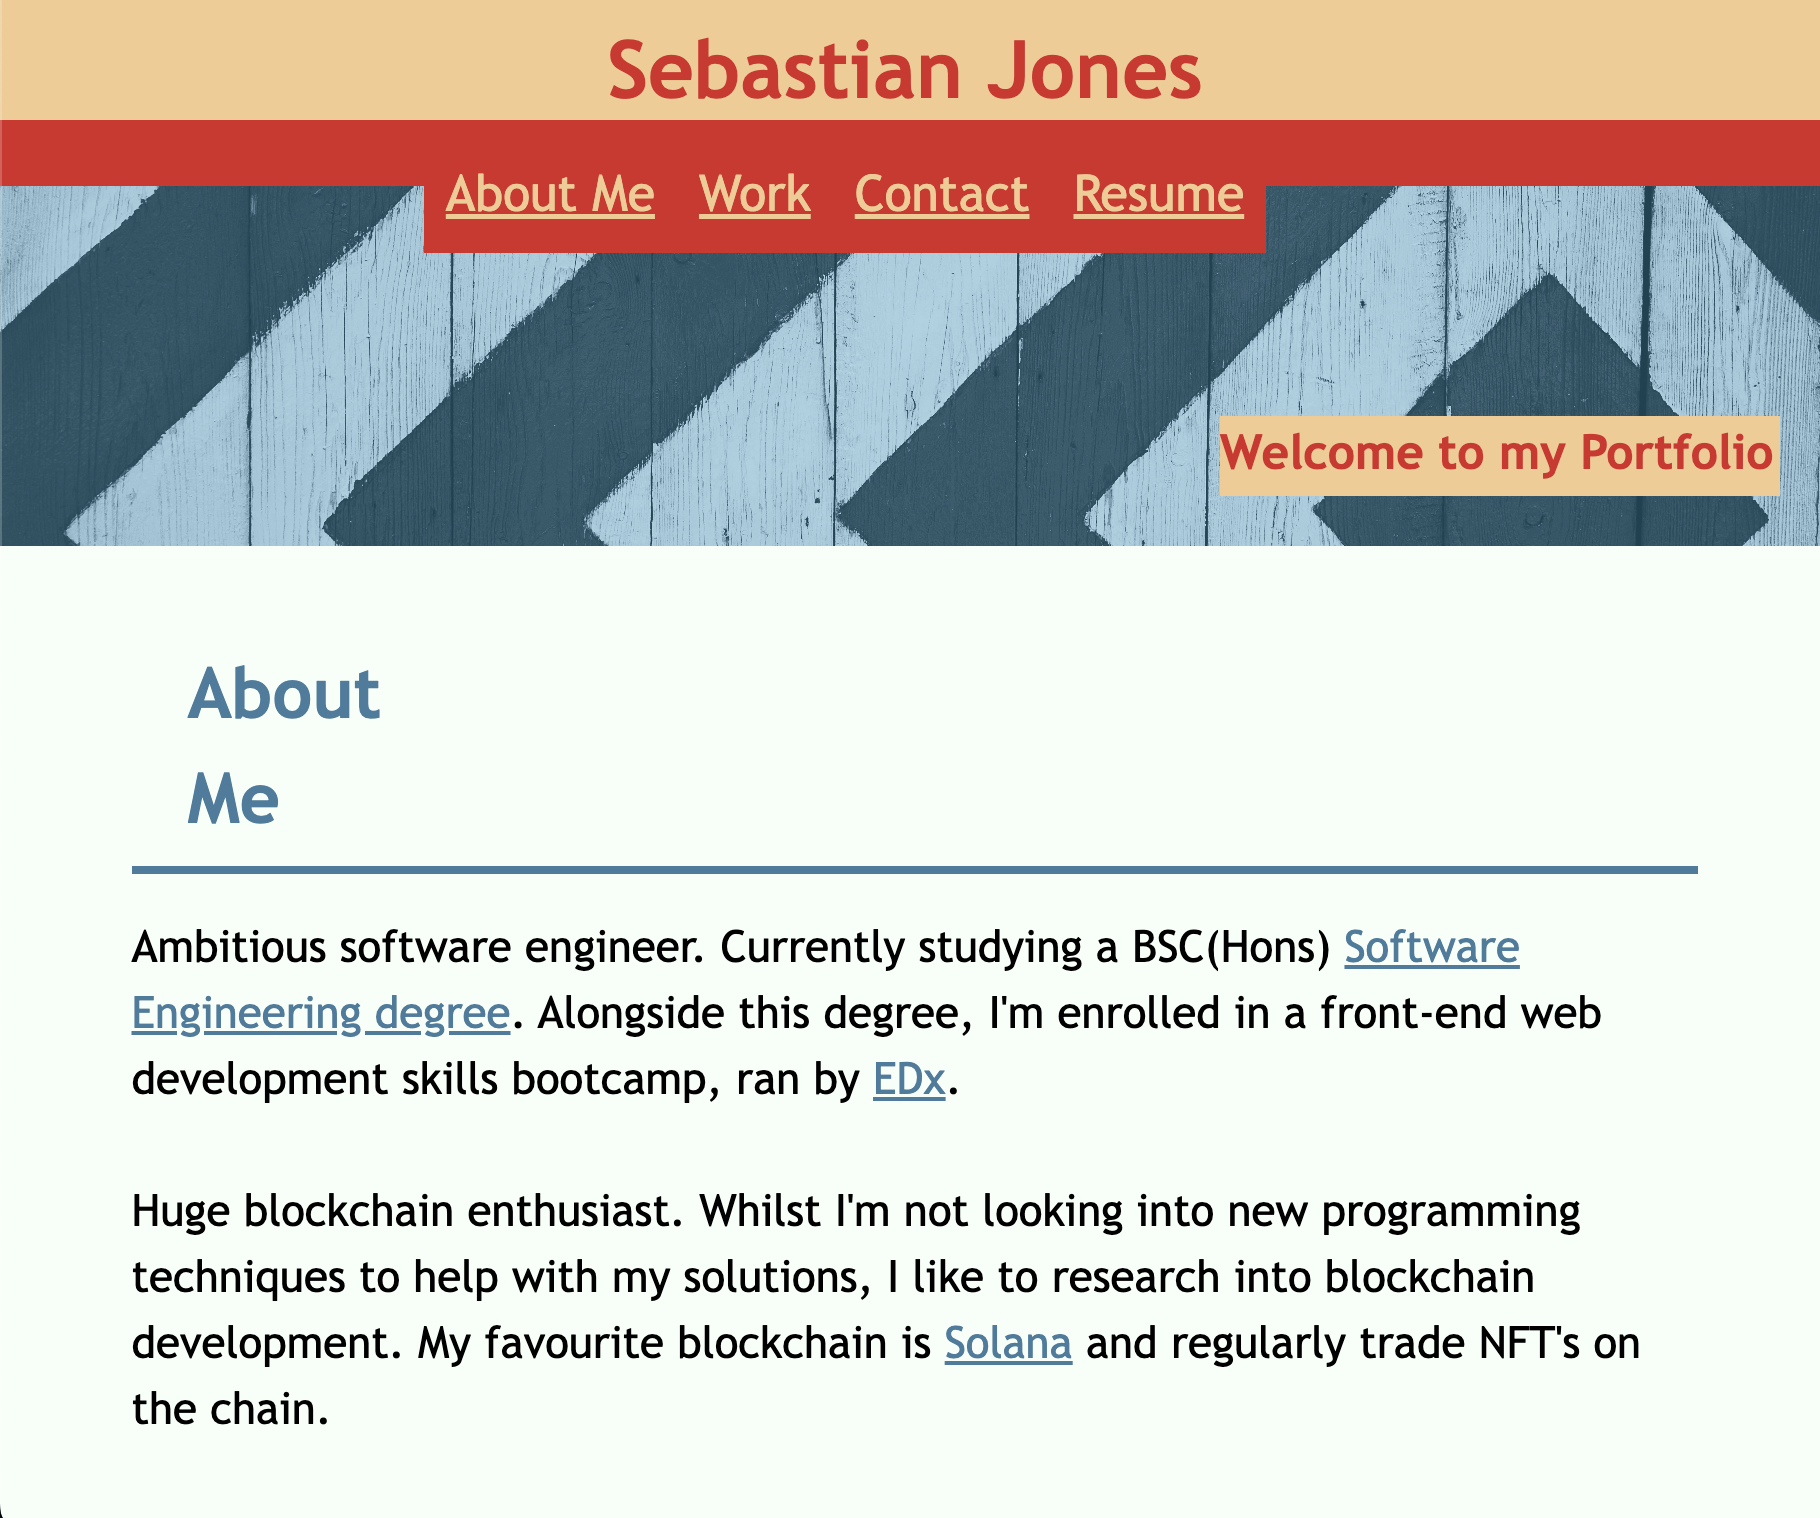 Sebastian Jones
About Me Work Contact Resume
Welcome to my Portfolio
About
Me
Ambitious software engineer. Currently studying a BSC(Hons) Software
Engineering degree. Alongside this degree, I'm enrolled in a front-end web
development skills bootcamp, ran by EDx.
Huge blockchain enthusiast. Whilst I'm not looking into new programming
techniques to help with my solutions, I like to research into blockchain
development. My favourite blockchain is Solana and regularly trade NFT's on
the chain.